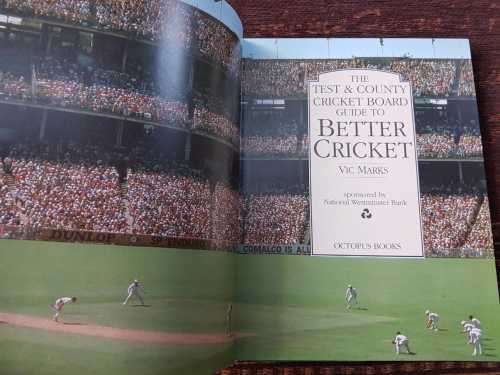 THE
TEST & COUNTY
CRICKET BOARD
GUIDE TO
BETTER
CRICKET
VIC MARKS
sponsored by
National Westminster Bank
OCTOPUS BOOKS
DUNLOP
COMALCO IS ALL